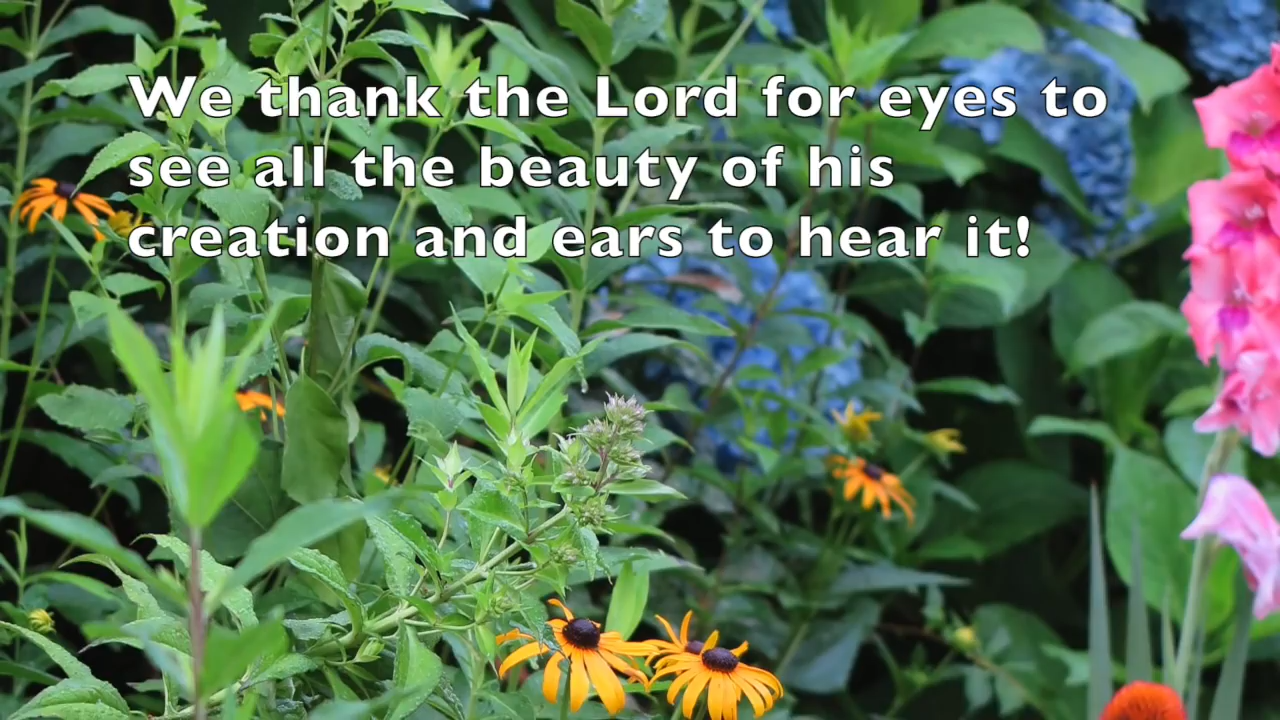 We thank the Lord for eyes to
see all the beauty of his
creation and ears to hear it!